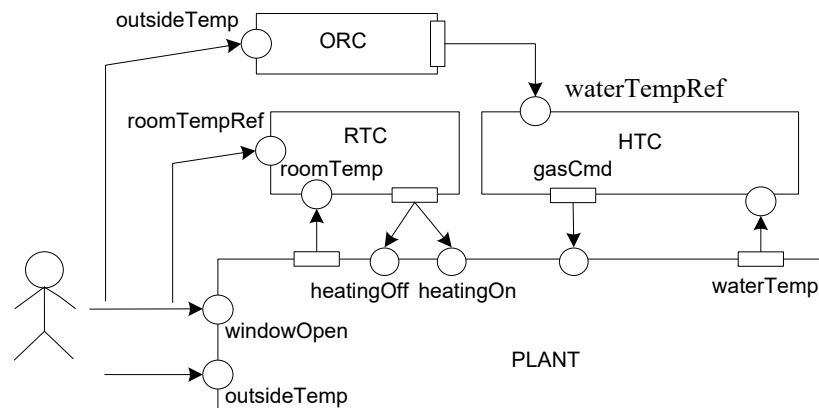 outsideTemp
ORC
waterTempRef
roomTempRef
RTC
HTC
roomTemp
gasCmd
heatingOff
heatingOn
waterTemp
windowOpen
PLANT
outsideTemp